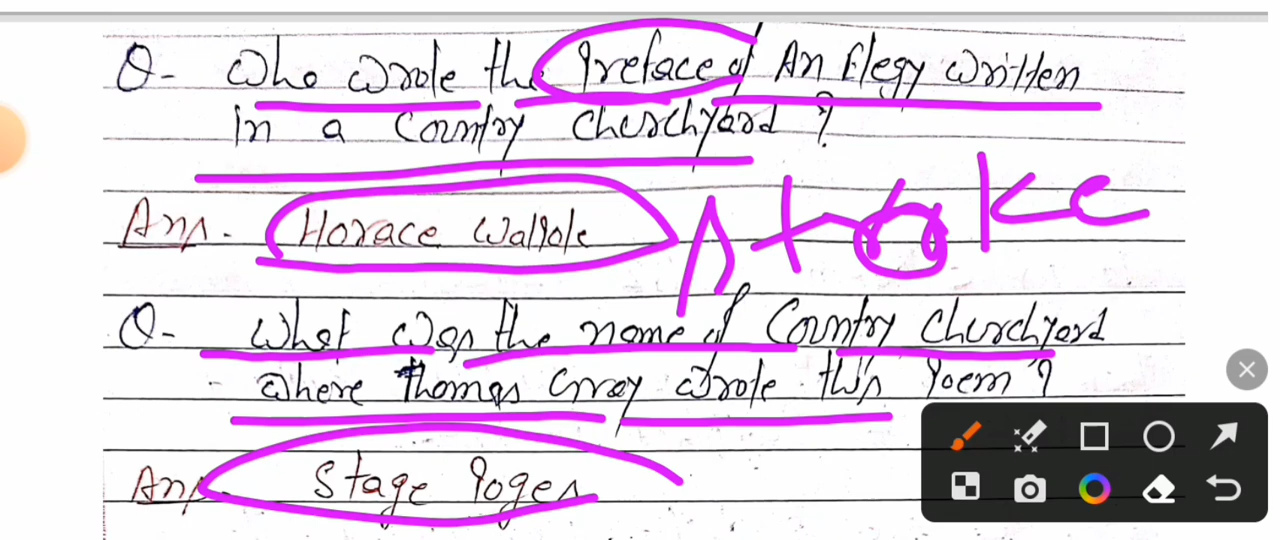 Q- Who wrote the Preface of An Elegy written
in a Country Churchyard ?
Ans. Horace Walpole
stoke
Q- What was the name of Country Churchyard
where Thomas Gray wrote this Poem ?
Ans. Stage Poges